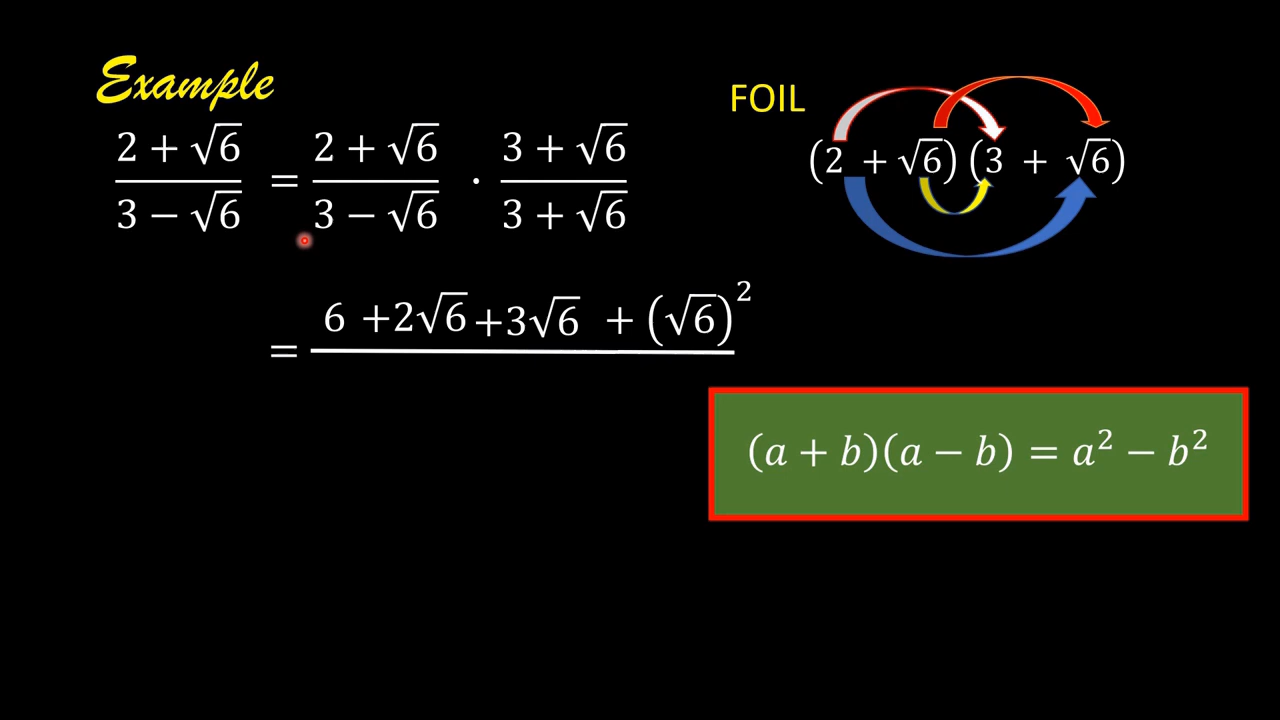 Example
FOIL
(2 + √6) (3 + √6)
(2 + √6)/(3 − √6) = (2 + √6)/(3 − √6) · (3 + √6)/(3 + √6)
= 6 +2√6 +3√6 + (√6)²
(a + b)(a − b) = a² − b²